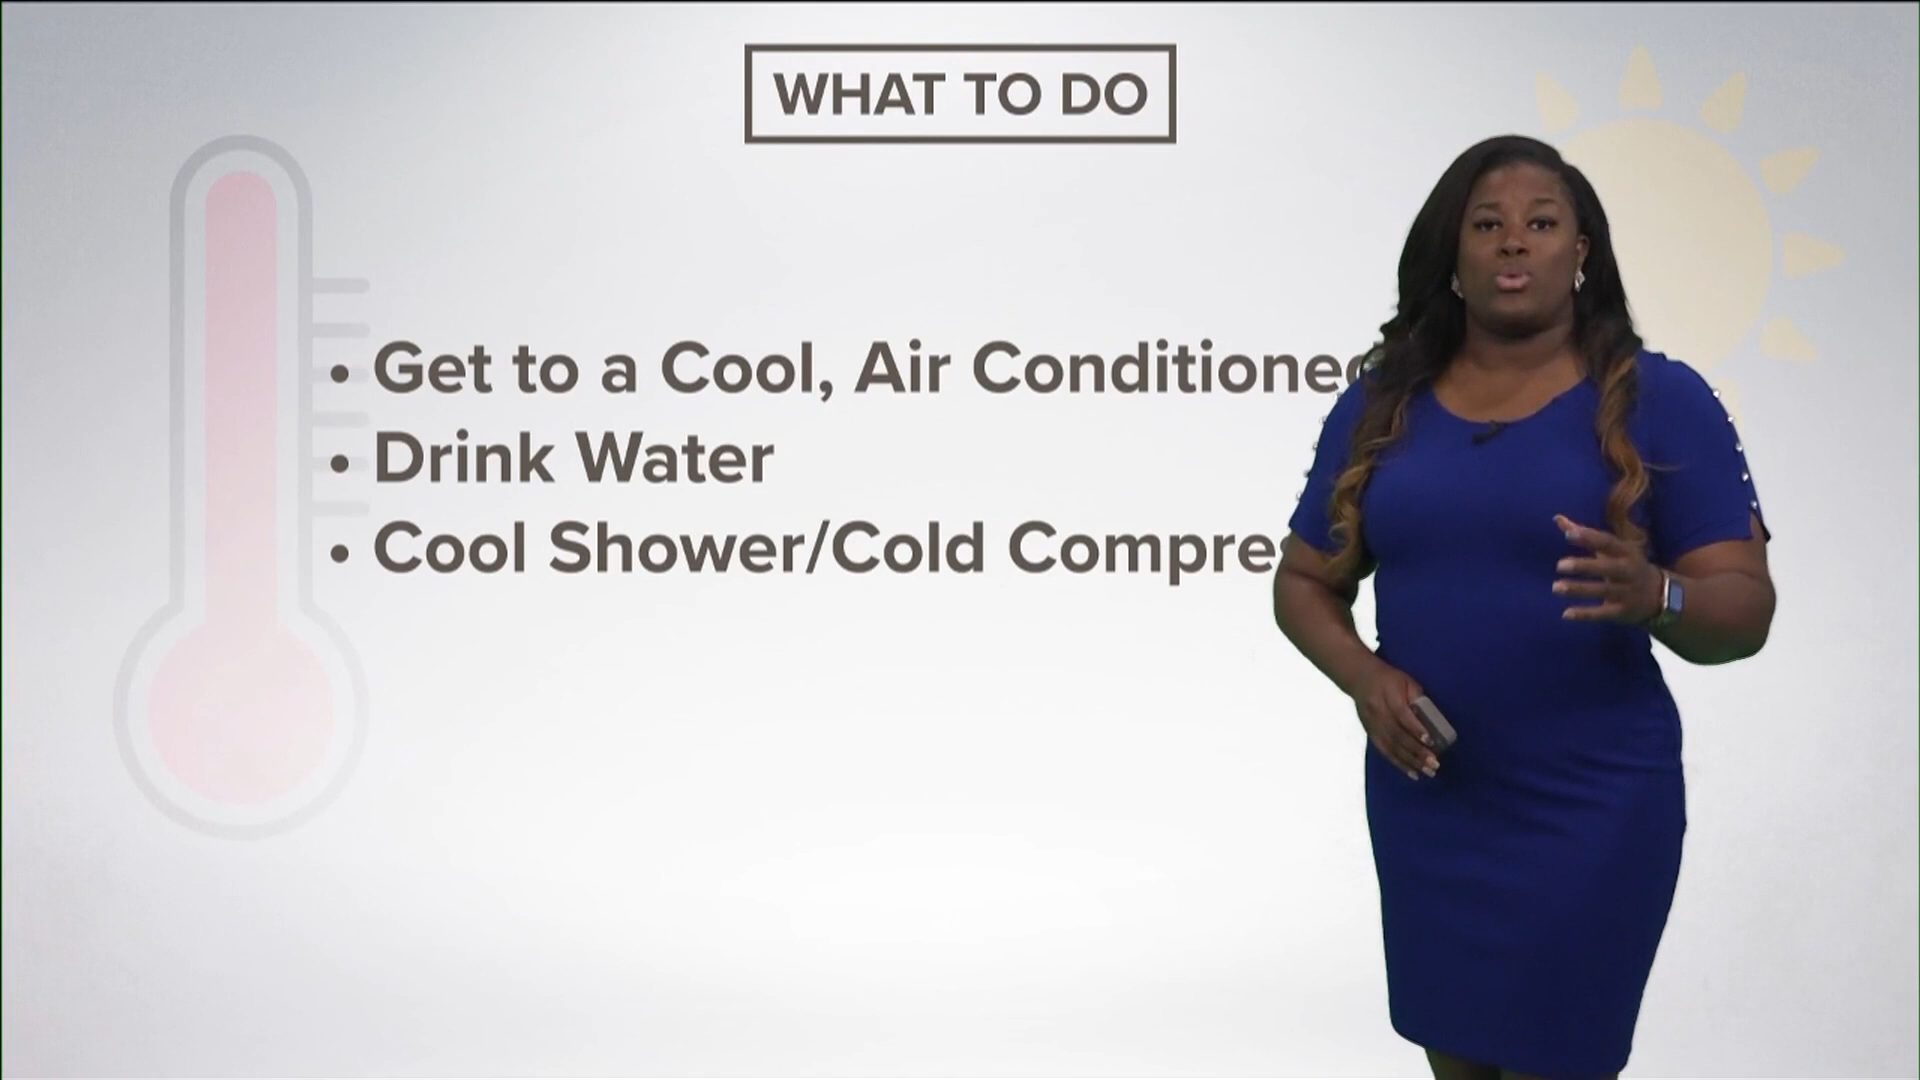 WHAT TO DO
• Get to a Cool, Air Conditioned
• Drink Water
• Cool Shower/Cold Compres